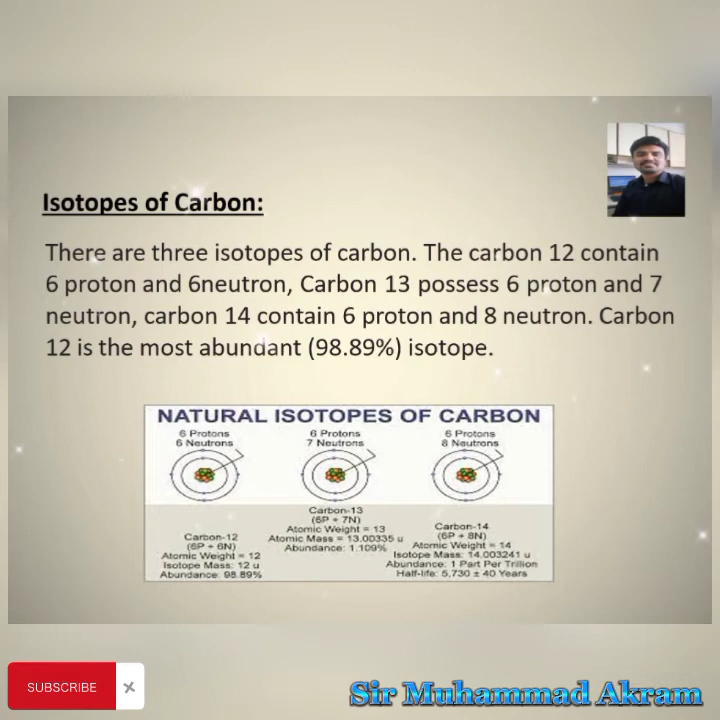 Isotopes of Carbon:
There are three isotopes of carbon. The carbon 12 contain
6 proton and 6neutron, Carbon 13 possess 6 proton and 7
neutron, carbon 14 contain 6 proton and 8 neutron. Carbon
12 is the most abundant (98.89%) isotope.
NATURAL ISOTOPES OF CARBON
6 Protons
6 Neutrons
6 Protons
7 Neutrons
6 Protons
8 Neutrons
Carbon-12
(6P + 6N)
Atomic Weight = 12
Isotope Mass: 12 u
Abundance: 98.89%
Carbon-13
(6P + 7N)
Atomic Weight = 13
Atomic Mass = 13.00335 u
Abundance: 1.109%
Carbon-14
(6P + 8N)
Atomic Weight = 14
Isotope Mass: 14.003241 u
Abundance: 1 Part Per Trillion
Half-life: 5,730 ± 40 Years
SUBSCRIBE
Sir Muhammad Akram